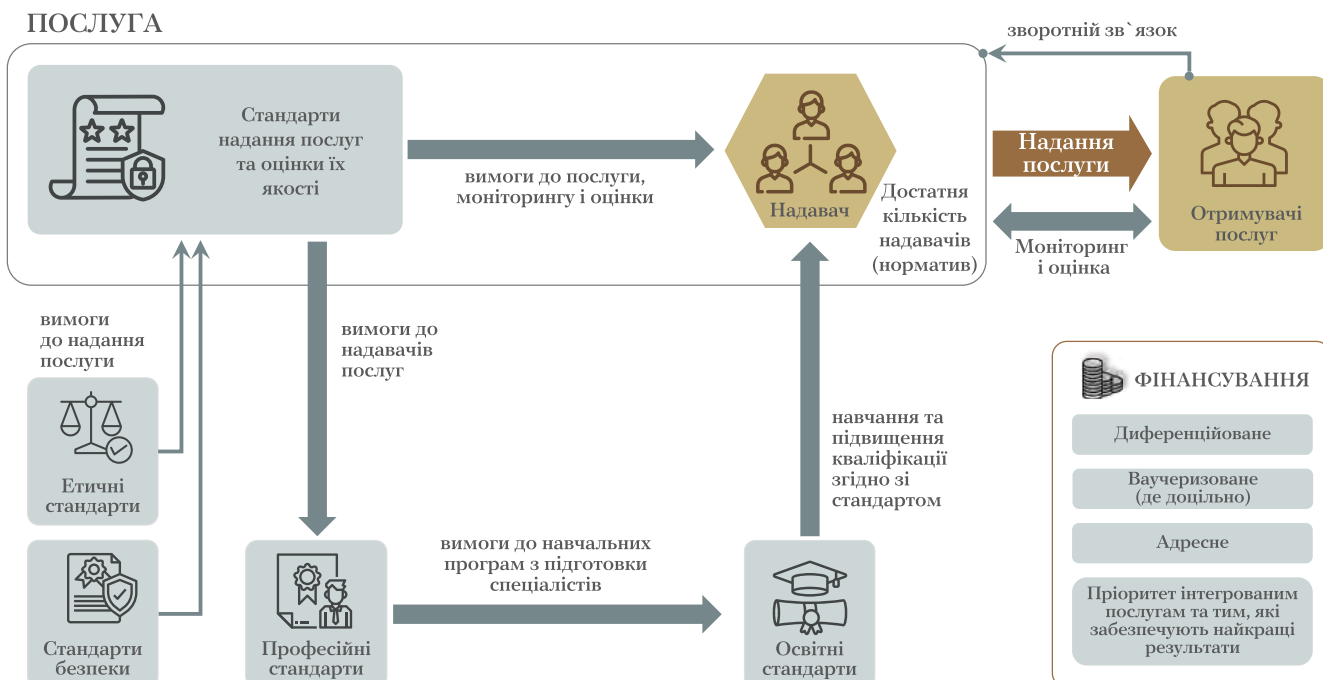 ПОСЛУГА
зворотній зв`язок
Стандарти
надання послуг
та оцінки їх
якості
вимоги до послуги,
моніторингу і оцінки
Надавач
Достатня
кількість
надавачів
(норматив)
Надання
послуги
Моніторинг
і оцінка
Отримувачі
послуг
вимоги
до надання
послуги
вимоги до
надавачів
послуг
Етичні
стандарти
Стандарти
безпеки
Професійні
стандарти
вимоги до навчальних
програм з підготовки
спеціалістів
Освітні
стандарти
навчання та
підвищення
кваліфікації
згідно зі
стандартом
ФІНАНСУВАННЯ
Диференційоване
Ваучеризоване
(де доцільно)
Адресне
Пріоритет інтегрованим
послугам та тим, які
забезпечують найкращі
результати